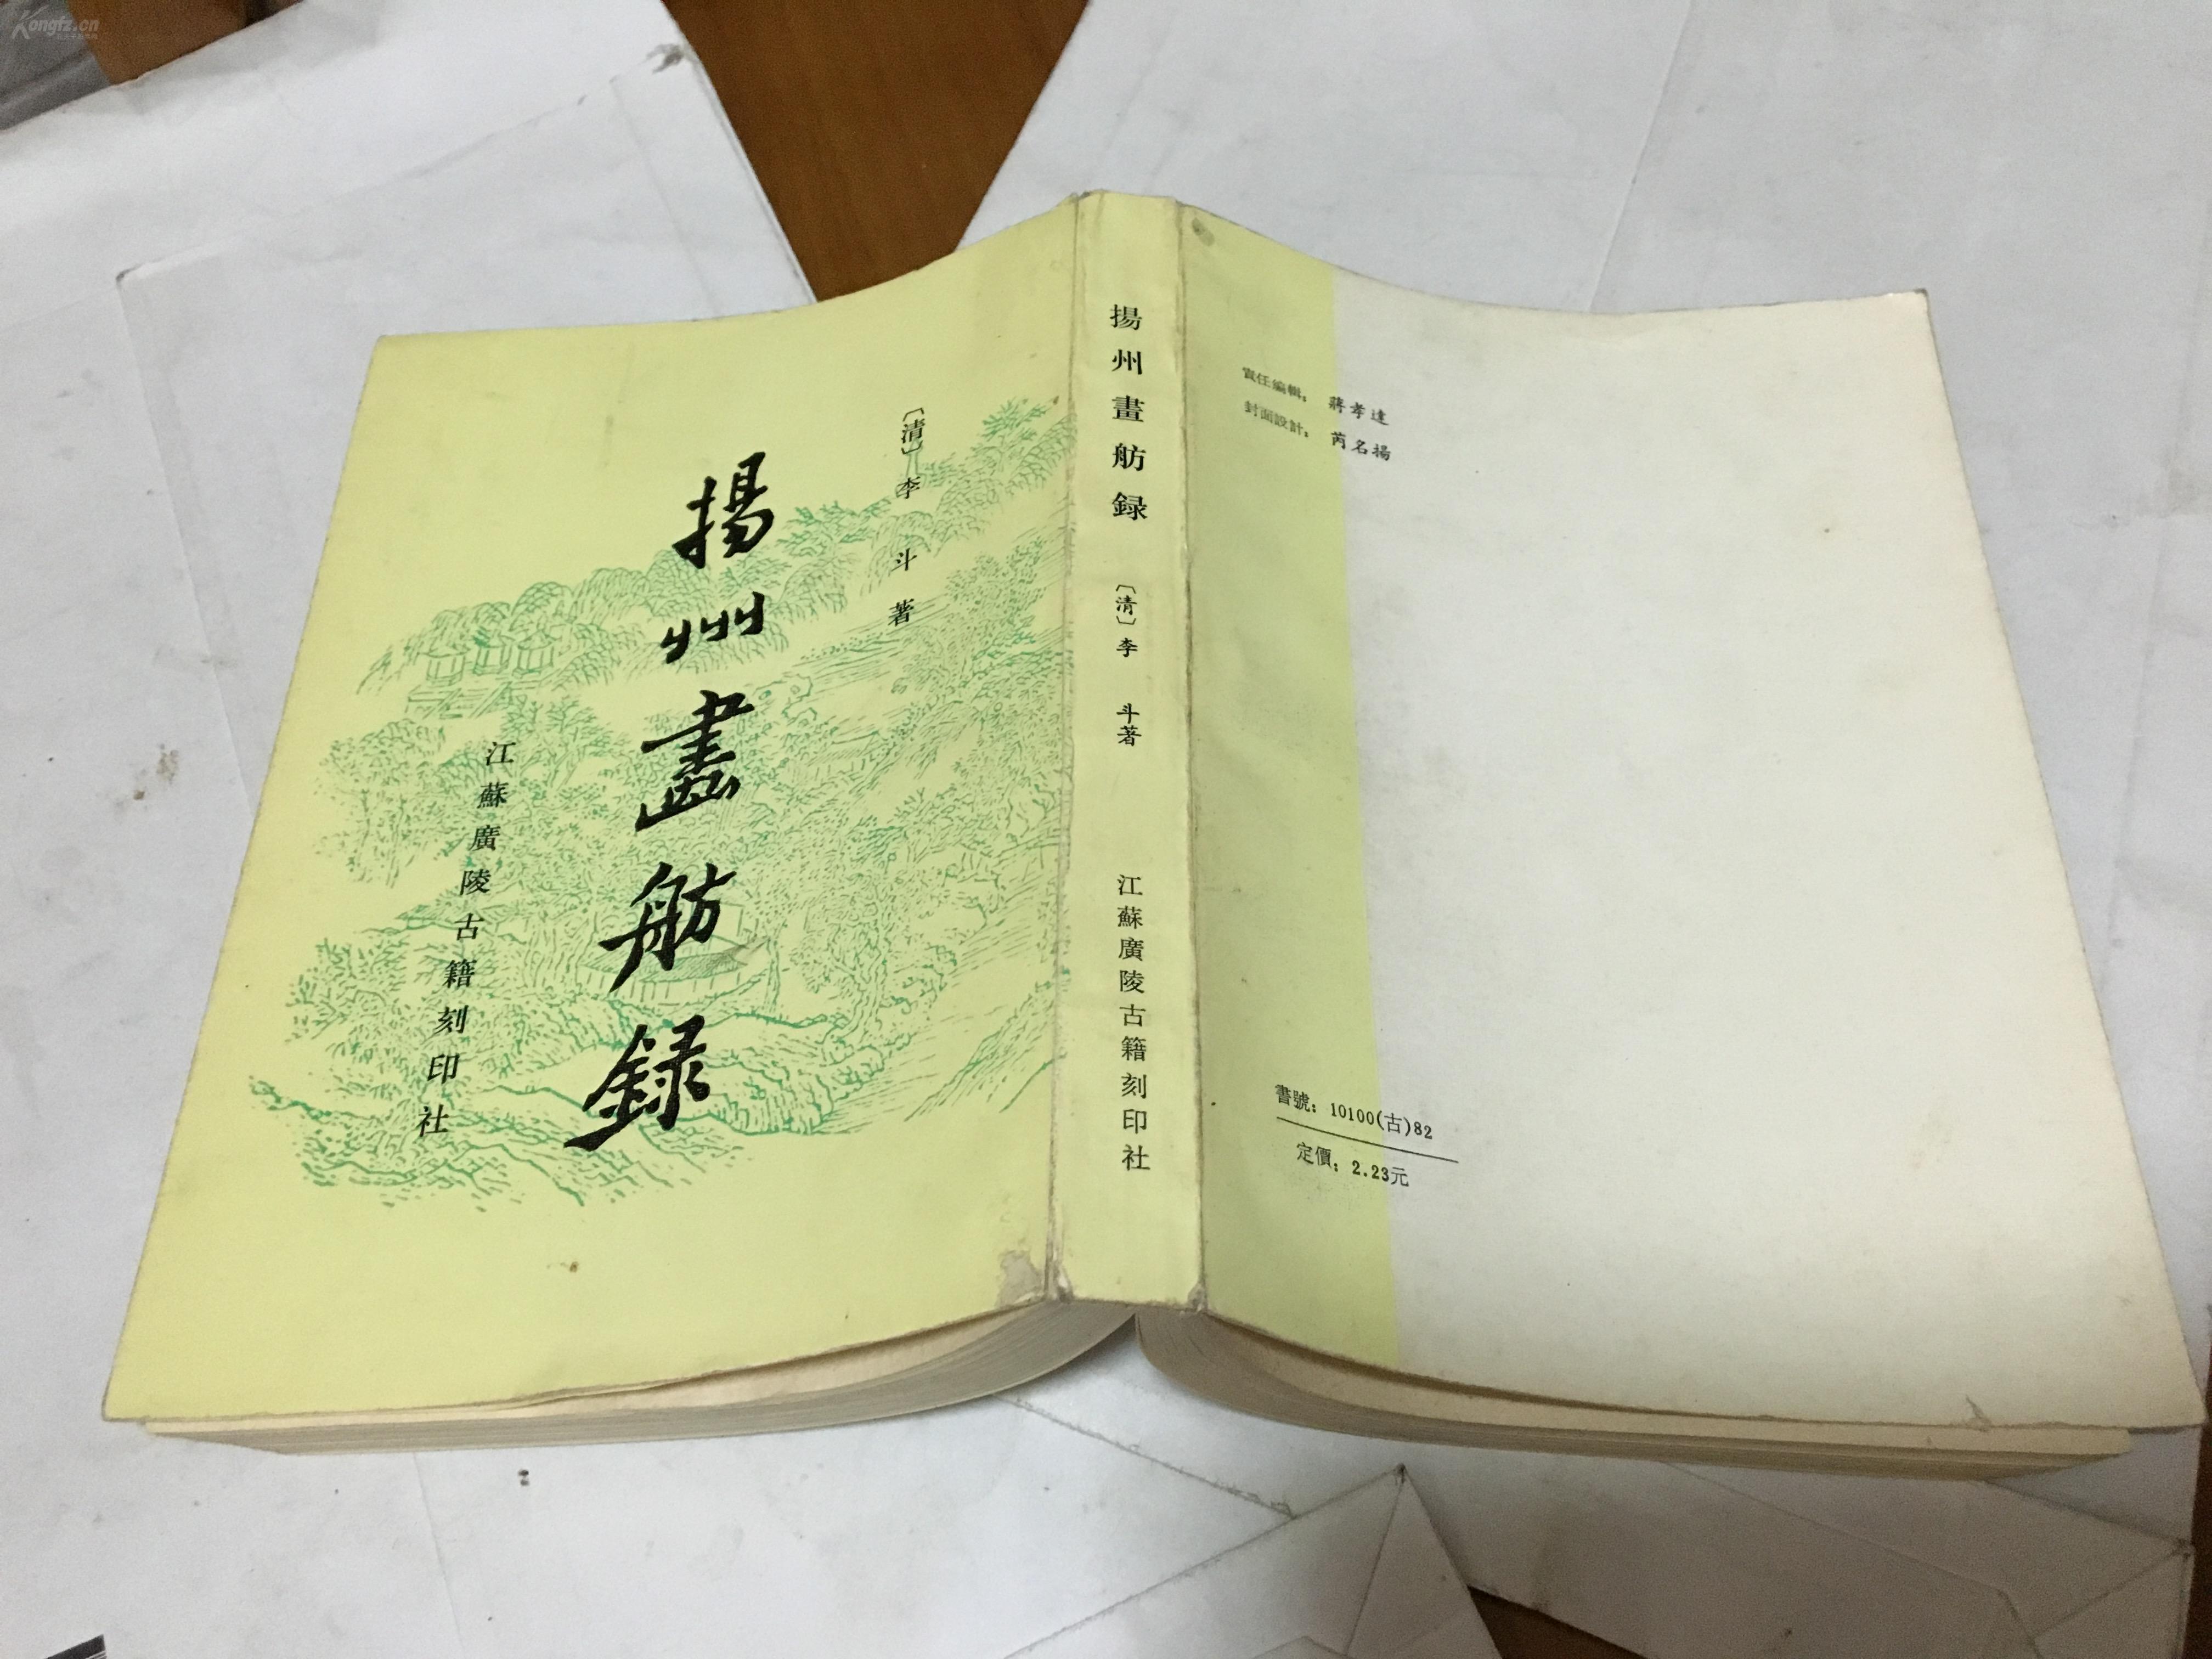 Kongfz.cn
〔清〕李 斗 著
揚州畫舫録
江蘇廣陵古籍刻印社
揚州畫舫録 〔清〕李 斗著 江蘇廣陵古籍刻印社
責任編輯：蔣孝達
封面設計：芮名揚
書號：10100(古)82
定價：2.23元